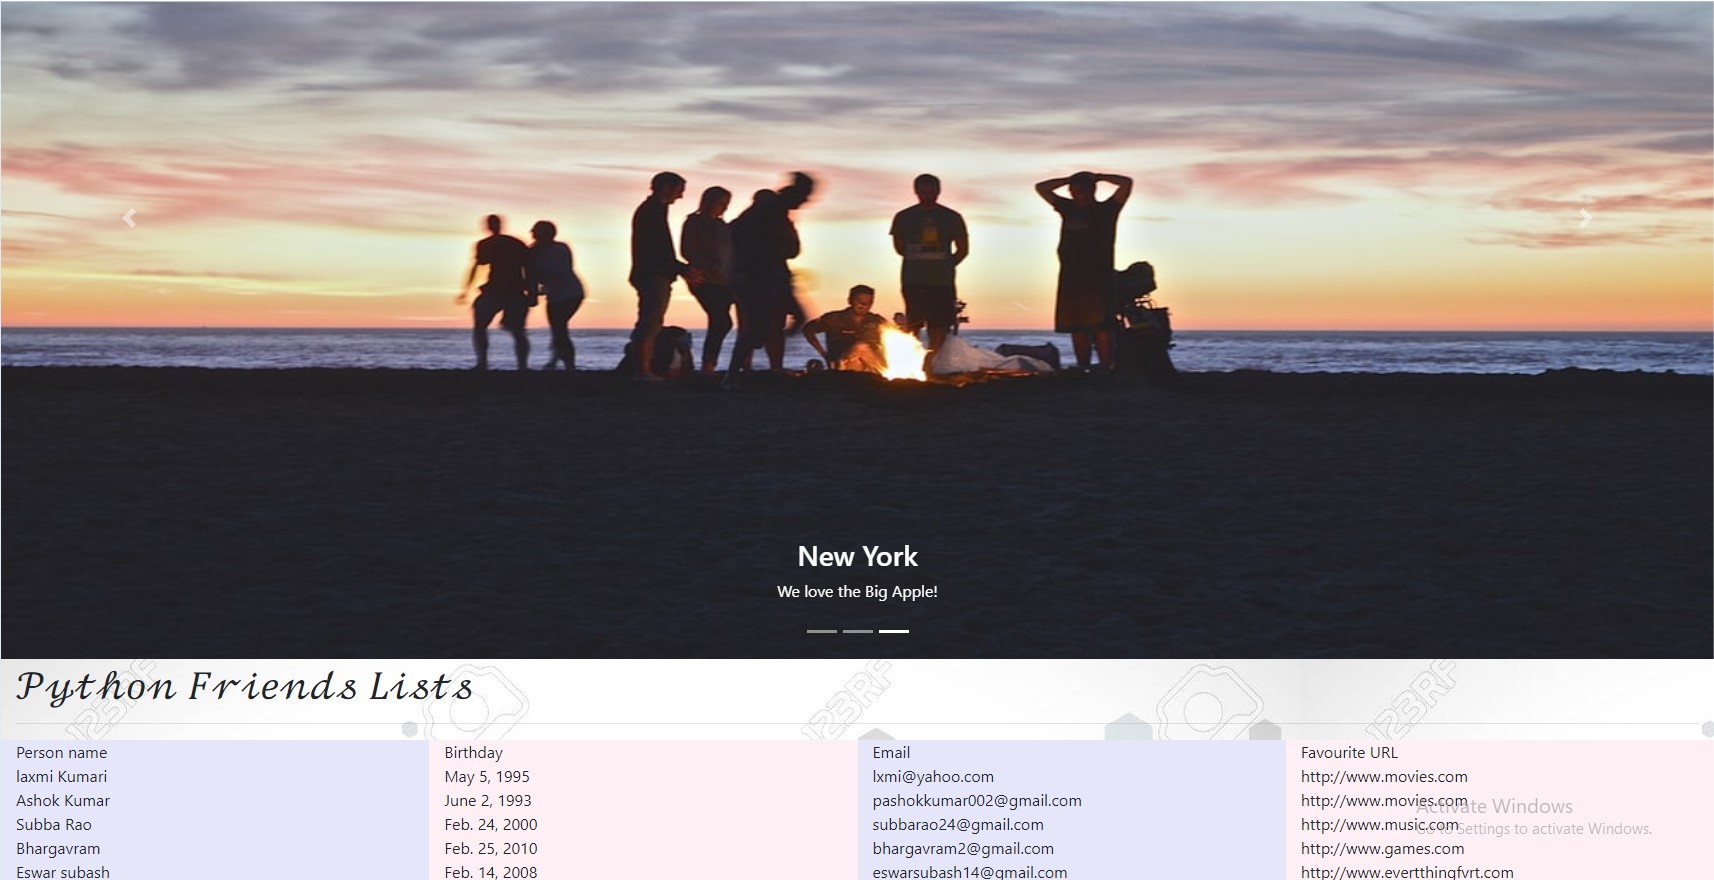 New York
We love the Big Apple!
Python Friends Lists
123RF 123RF 123RF
Person name Birthday Email Favourite URL
laxmi Kumari May 5, 1995 lxmi@yahoo.com http://www.movies.com
Ashok Kumar June 2, 1993 pashokkumar002@gmail.com http://www.movies.com
Activate Windows
Subba Rao Feb. 24, 2000 subbarao24@gmail.com http://www.music.com
Go to Settings to activate Windows.
Bhargavram Feb. 25, 2010 bhargavram2@gmail.com http://www.games.com
Eswar subash Feb. 14, 2008 eswarsubash14@gmail.com http://www.evertthingfvrt.com